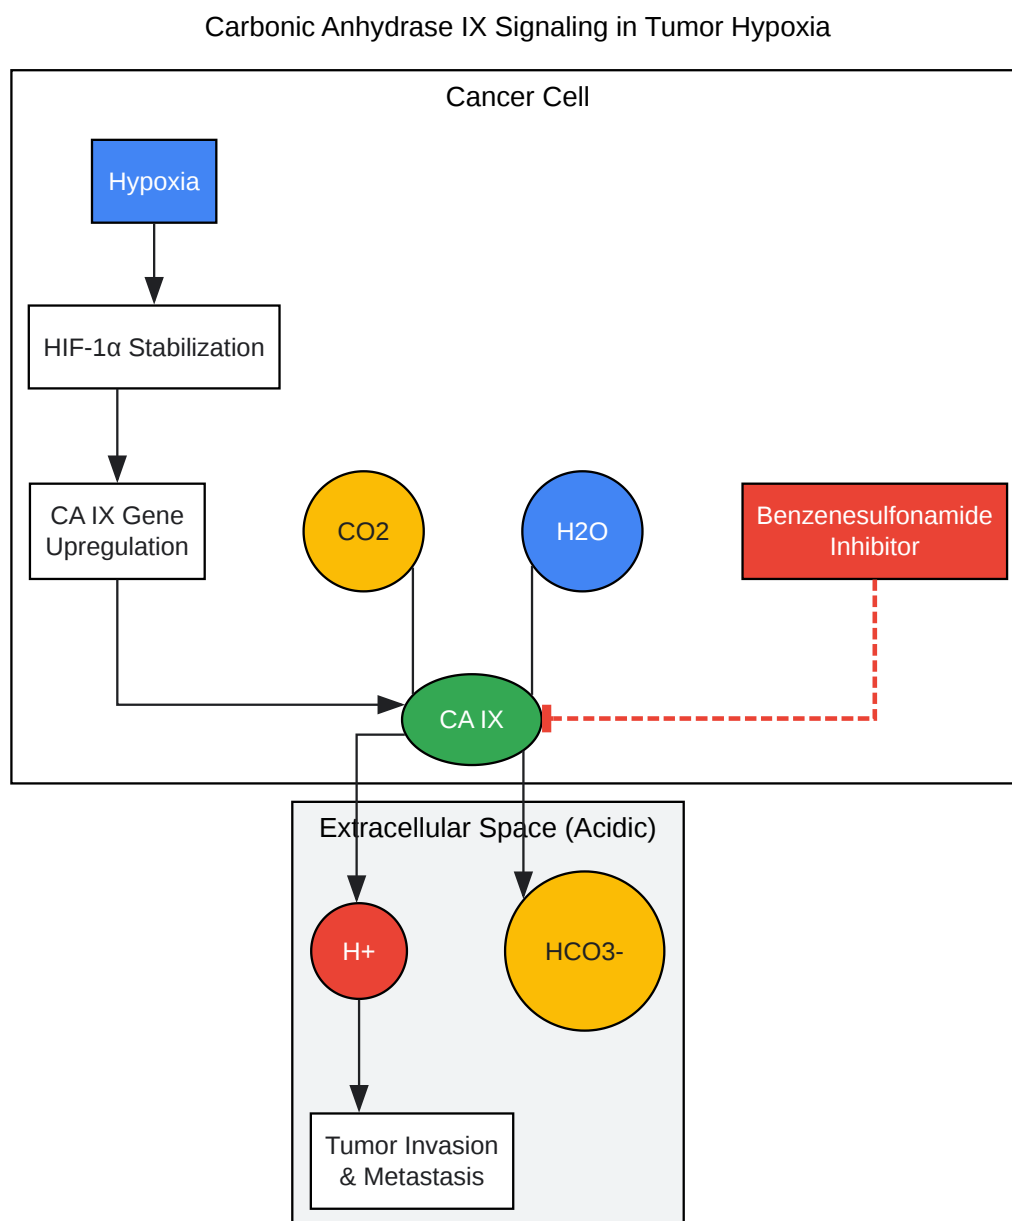 Carbonic Anhydrase IX Signaling in Tumor Hypoxia
Cancer Cell
Hypoxia
HIF-1α Stabilization
CA IX Gene
Upregulation
CO2
H2O
Benzenesulfonamide
Inhibitor
CA IX
Extracellular Space (Acidic)
H+
HCO3-
Tumor Invasion
& Metastasis